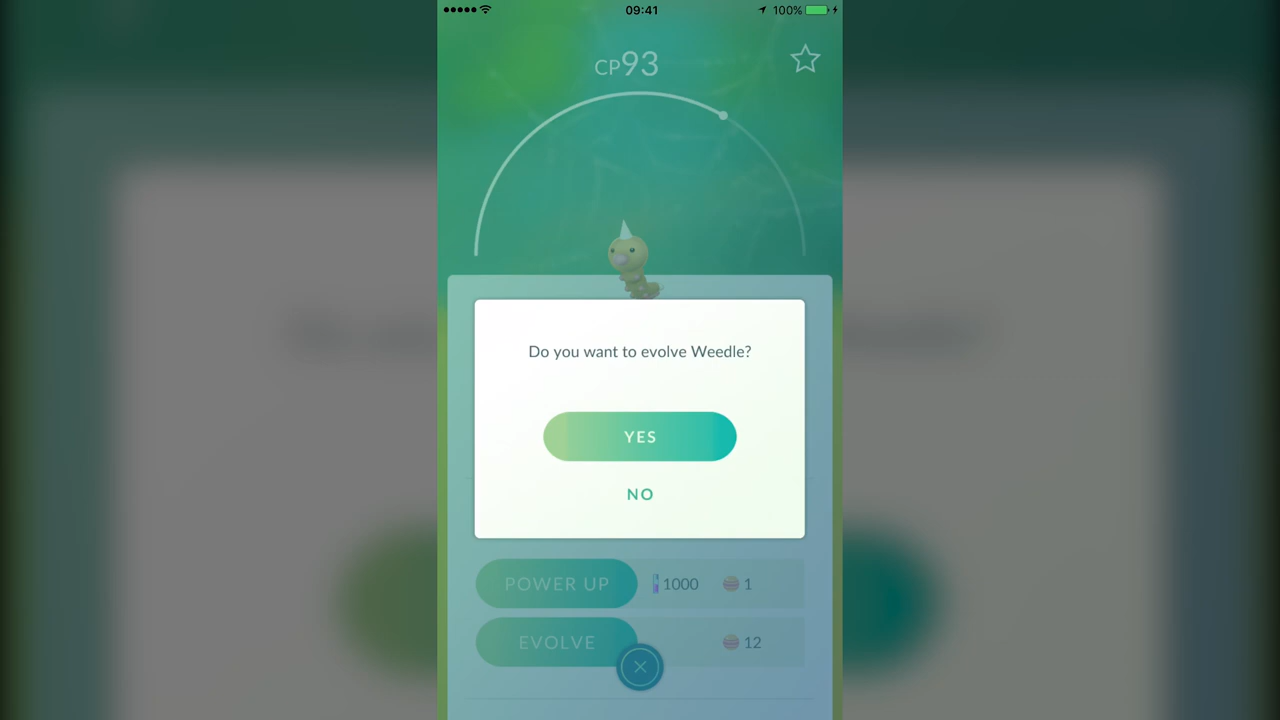 09:41
100%
CP93
Do you want to evolve Weedle?
YES
NO
POWER UP 1000 1
EVOLVE 12